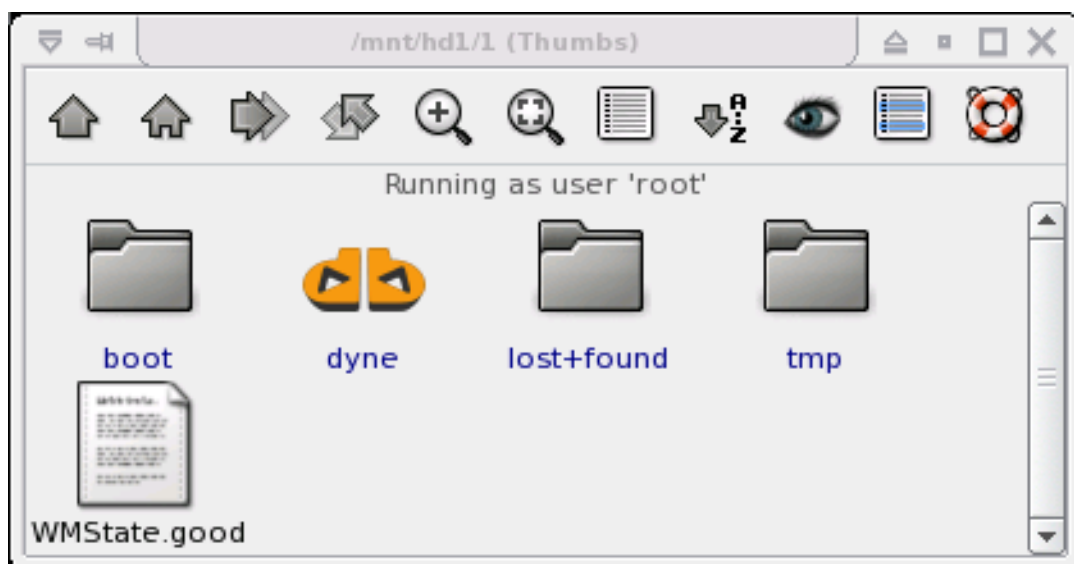 /mnt/hd1/1 (Thumbs)
A
Z
Running as user 'root'
boot dyne lost+found tmp
WMState.good